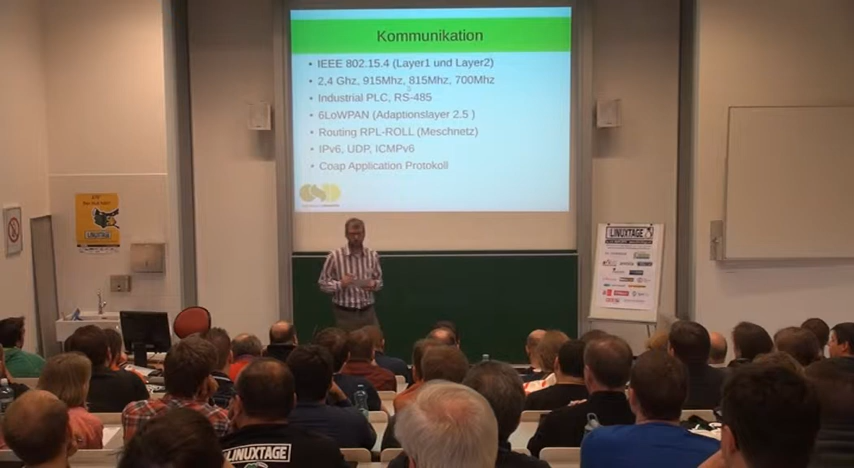 Kommunikation
• IEEE 802.15.4 (Layer1 und Layer2)
• 2,4 Ghz, 915Mhz, 815Mhz, 700Mhz
• Industrial PLC, RS-485
• 6LoWPAN (Adaptionslayer 2.5 )
• Routing RPL-ROLL (Meschnetz)
• IPv6, UDP, ICMPv6
• Coap Application Protokoll
LINUXTAGE
LINUXTAGE
LINUXTAGE